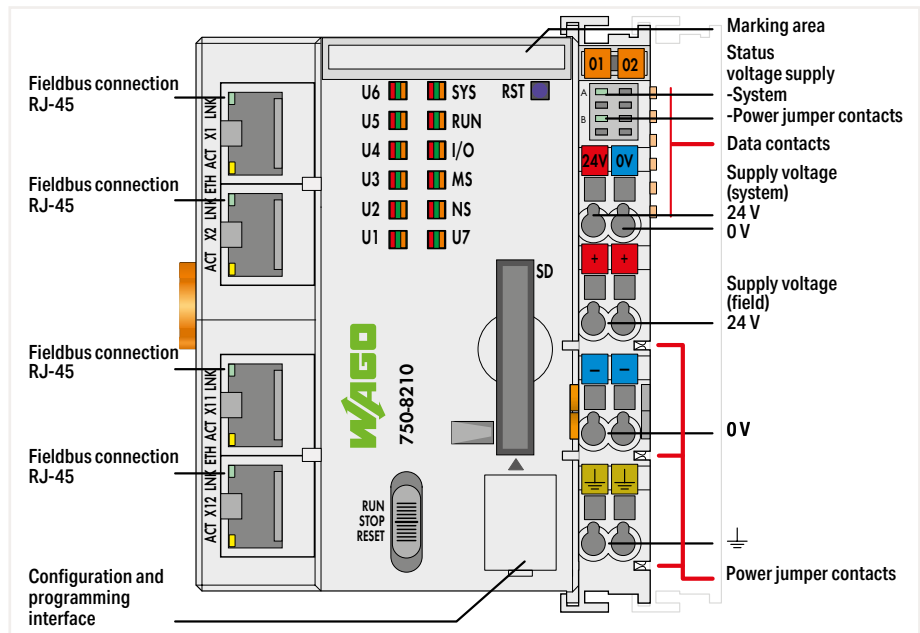 Fieldbus connection
RJ-45
Fieldbus connection
RJ-45
Fieldbus connection
RJ-45
Fieldbus connection
RJ-45
Configuration and
programming
interface
ACT X1 LNK
ETH
ACT X2 LNK
ACT X11 LNK
ETH
ACT X12 LNK
U6 SYS RST
U5 RUN
U4 I/O
U3 MS
U2 NS
U1 U7
SD
WAGO
750-8210
RUN
STOP
RESET
01 02
A
B
24V 0V
+ +
− −
Marking area
Status
voltage supply
-System
-Power jumper contacts
Data contacts
Supply voltage
(system)
24 V
0 V
Supply voltage
(field)
24 V
0 V
Power jumper contacts